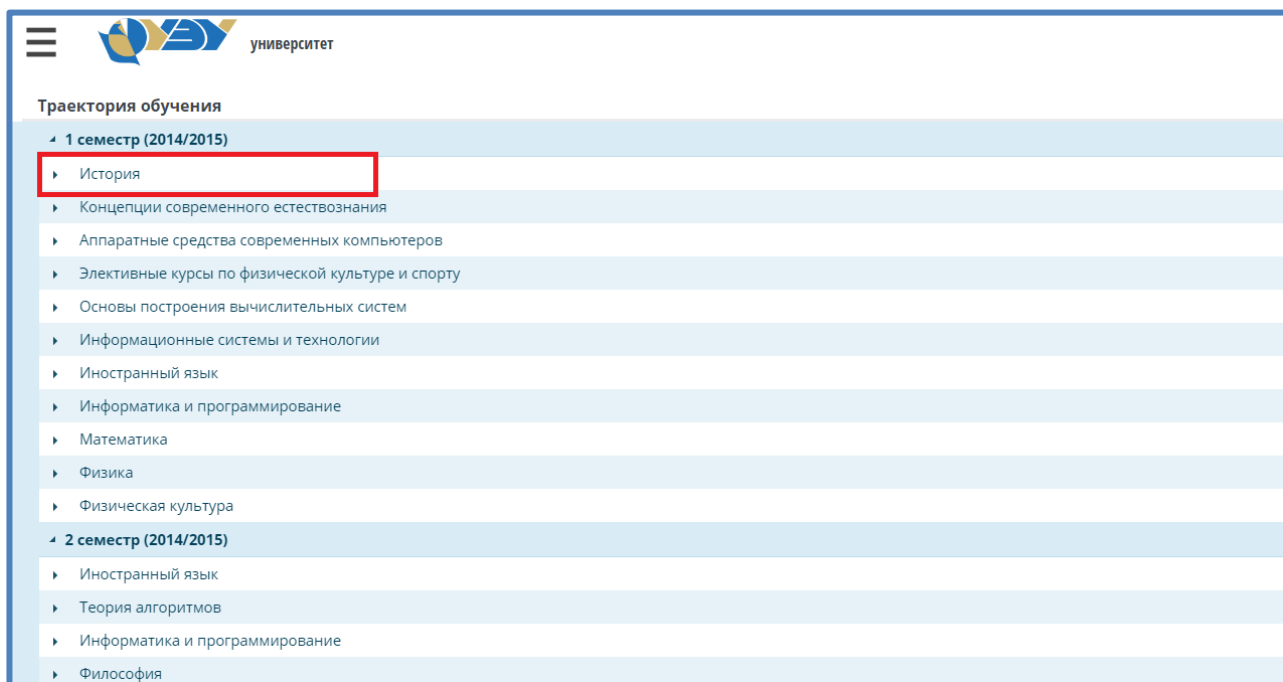 университет
Траектория обучения
1 семестр (2014/2015)
История
Концепции современного естествознания
Аппаратные средства современных компьютеров
Элективные курсы по физической культуре и спорту
Основы построения вычислительных систем
Информационные системы и технологии
Иностранный язык
Информатика и программирование
Математика
Физика
Физическая культура
2 семестр (2014/2015)
Иностранный язык
Теория алгоритмов
Информатика и программирование
Философия